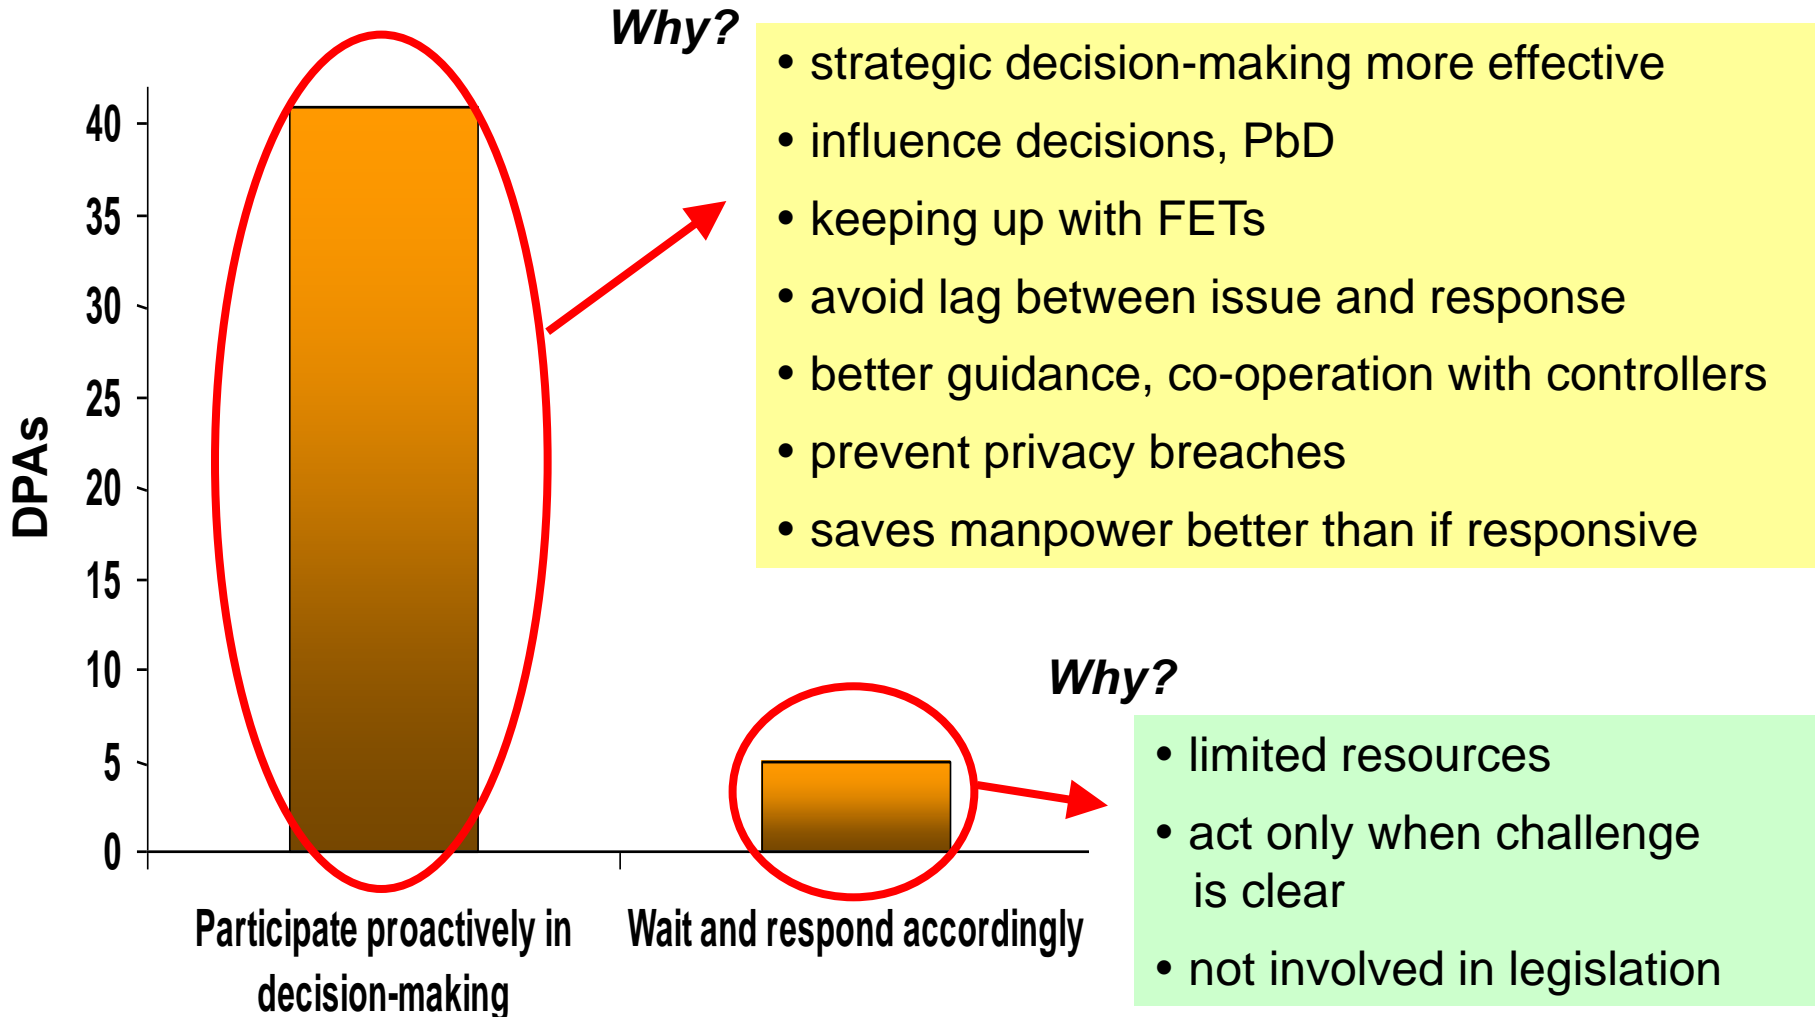 Why?
• strategic decision-making more effective
• influence decisions, PbD
• keeping up with FETs
• avoid lag between issue and response
• better guidance, co-operation with controllers
• prevent privacy breaches
• saves manpower better than if responsive
DPAs
40
35
30
25
20
15
10
5
0
Participate proactively in
decision-making
Wait and respond accordingly
Why?
• limited resources
• act only when challenge
is clear
• not involved in legislation